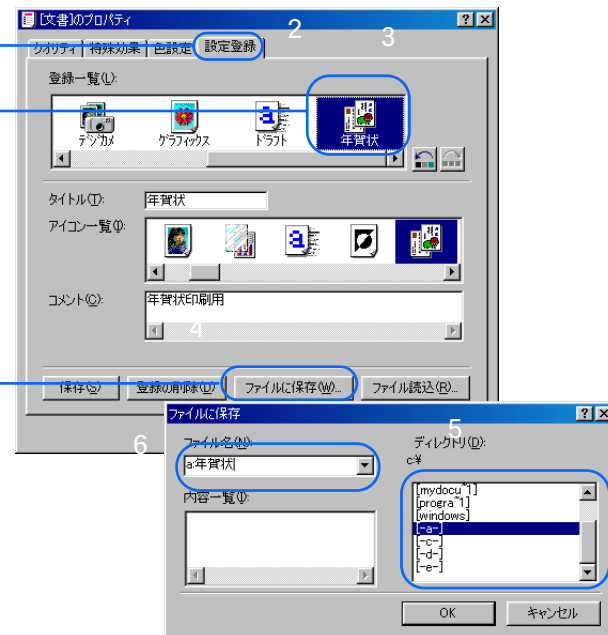 [文書]のプロパティ
2
3
クオリティ 特殊効果 色設定 設定登録
登録一覧(L):
デジカメ グラフィックス ドラフト 年賀状
タイトル(T): 年賀状
アイコン一覧(I):
コメント(C): 年賀状印刷用
4
保存(S) 登録の削除(D) ファイルに保存(W)... ファイル読込(R)...
ファイルに保存
6
5
ファイル名(N):
a:年賀状
内容一覧(I):
ディレクトリ(D):
c:¥
[mydocu~1]
[progra~1]
[windows]
[-a-]
[-c-]
[-d-]
[-e-]
OK キャンセル